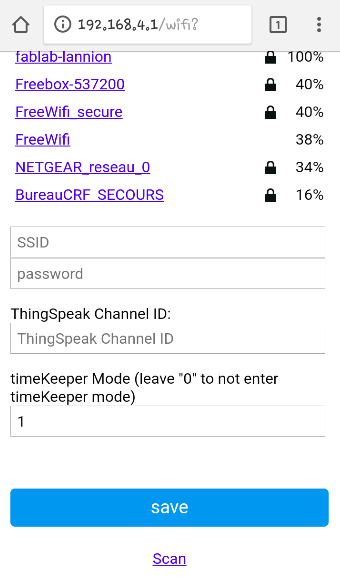 192.168.4.1/wifi?
1
fablab-lannion 100%
Freebox-537200 40%
FreeWifi_secure 40%
FreeWifi 38%
NETGEAR_reseau_0 34%
BureauCRF_SECOURS 16%
SSID
password
ThingSpeak Channel ID:
ThingSpeak Channel ID
timeKeeper Mode (leave "0" to not enter
timeKeeper mode)
1
save
Scan